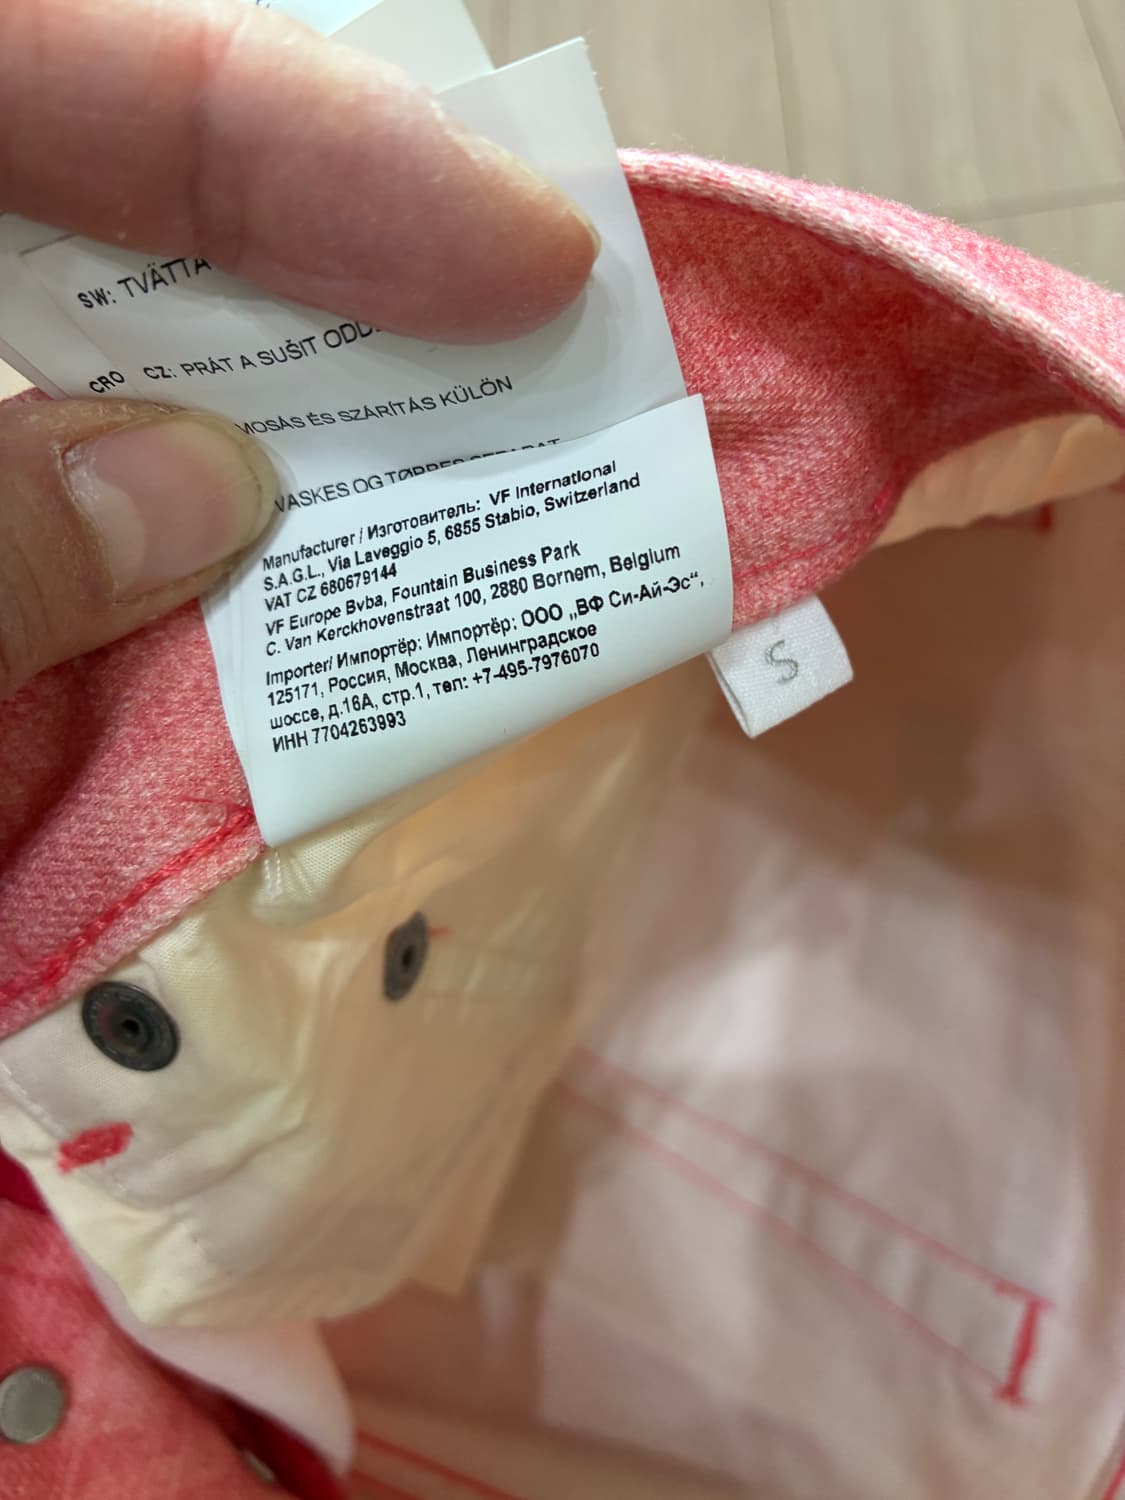 SW: TVÄTTA
CRO CZ: PRÁT A SUŠIT ODD
MOSÁS ÉS SZÁRÍTÁS KÜLÖN
VASKES OG TØRRES SEPARAT
Manufacturer / Изготовитель: VF International
S.A.G.L., Via Laveggio 5, 6855 Stabio, Switzerland
VAT CZ 680679144
VF Europe Bvba, Fountain Business Park
C. Van Kerckhovenstraat 100, 2880 Bornem, Belgium
Importer/ Импортёр: Импортёр: ООО „ВФ Си-Ай-Эс“,
125171, Россия, Москва, Ленинградское
шоссе, д.16А, стр.1, тел: +7-495-7976070
ИНН 7704263993
S